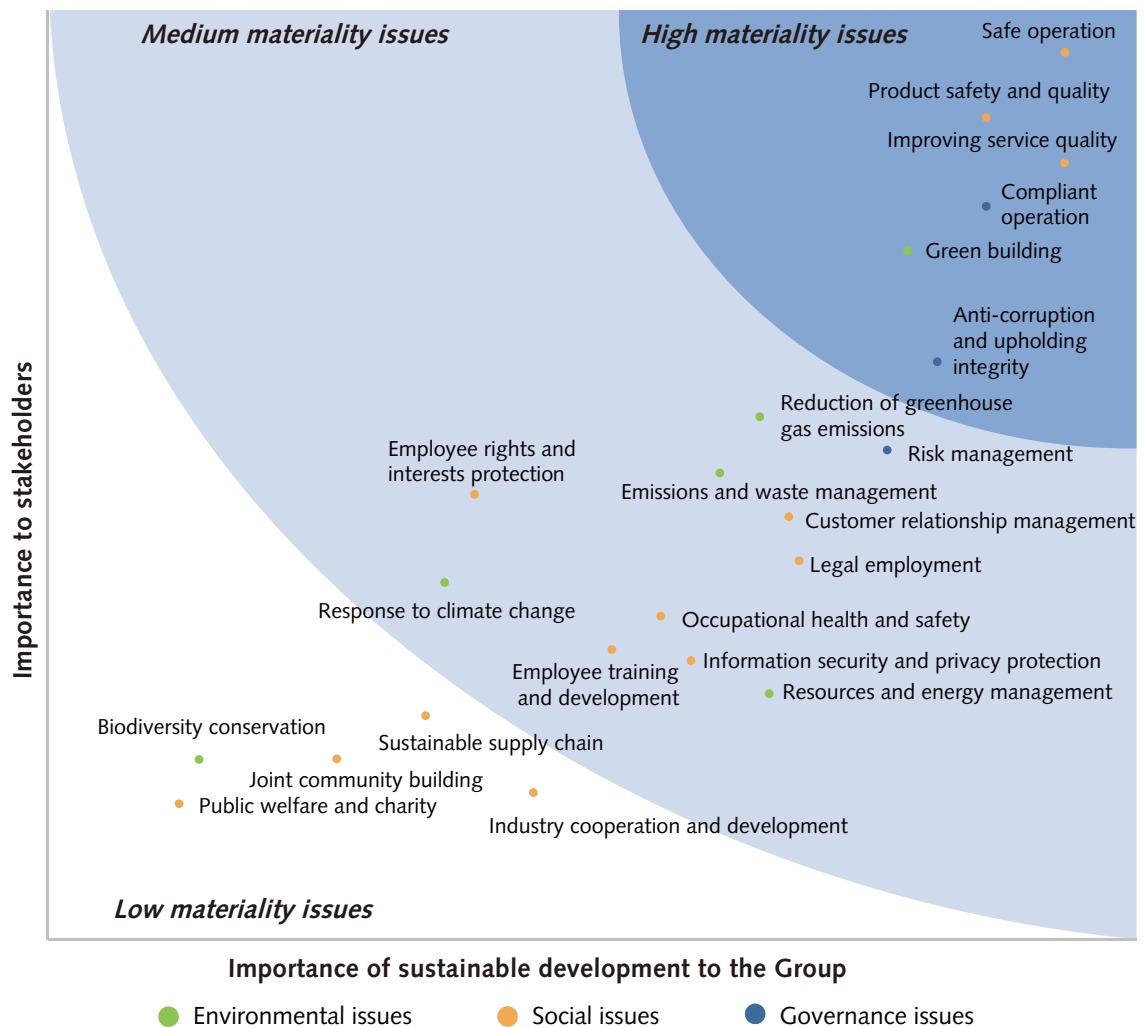 Medium materiality issues
High materiality issues
Safe operation
Product safety and quality
Improving service quality
Compliant
operation
Green building
Anti-corruption
and upholding
integrity
Reduction of greenhouse
gas emissions
Employee rights and
interests protection
Risk management
Emissions and waste management
Customer relationship management
Legal employment
Response to climate change
Occupational health and safety
Employee training
and development
Information security and privacy protection
Resources and energy management
Biodiversity conservation
Sustainable supply chain
Joint community building
Public welfare and charity
Industry cooperation and development
Low materiality issues
Importance to stakeholders
Importance of sustainable development to the Group
Environmental issues
Social issues
Governance issues